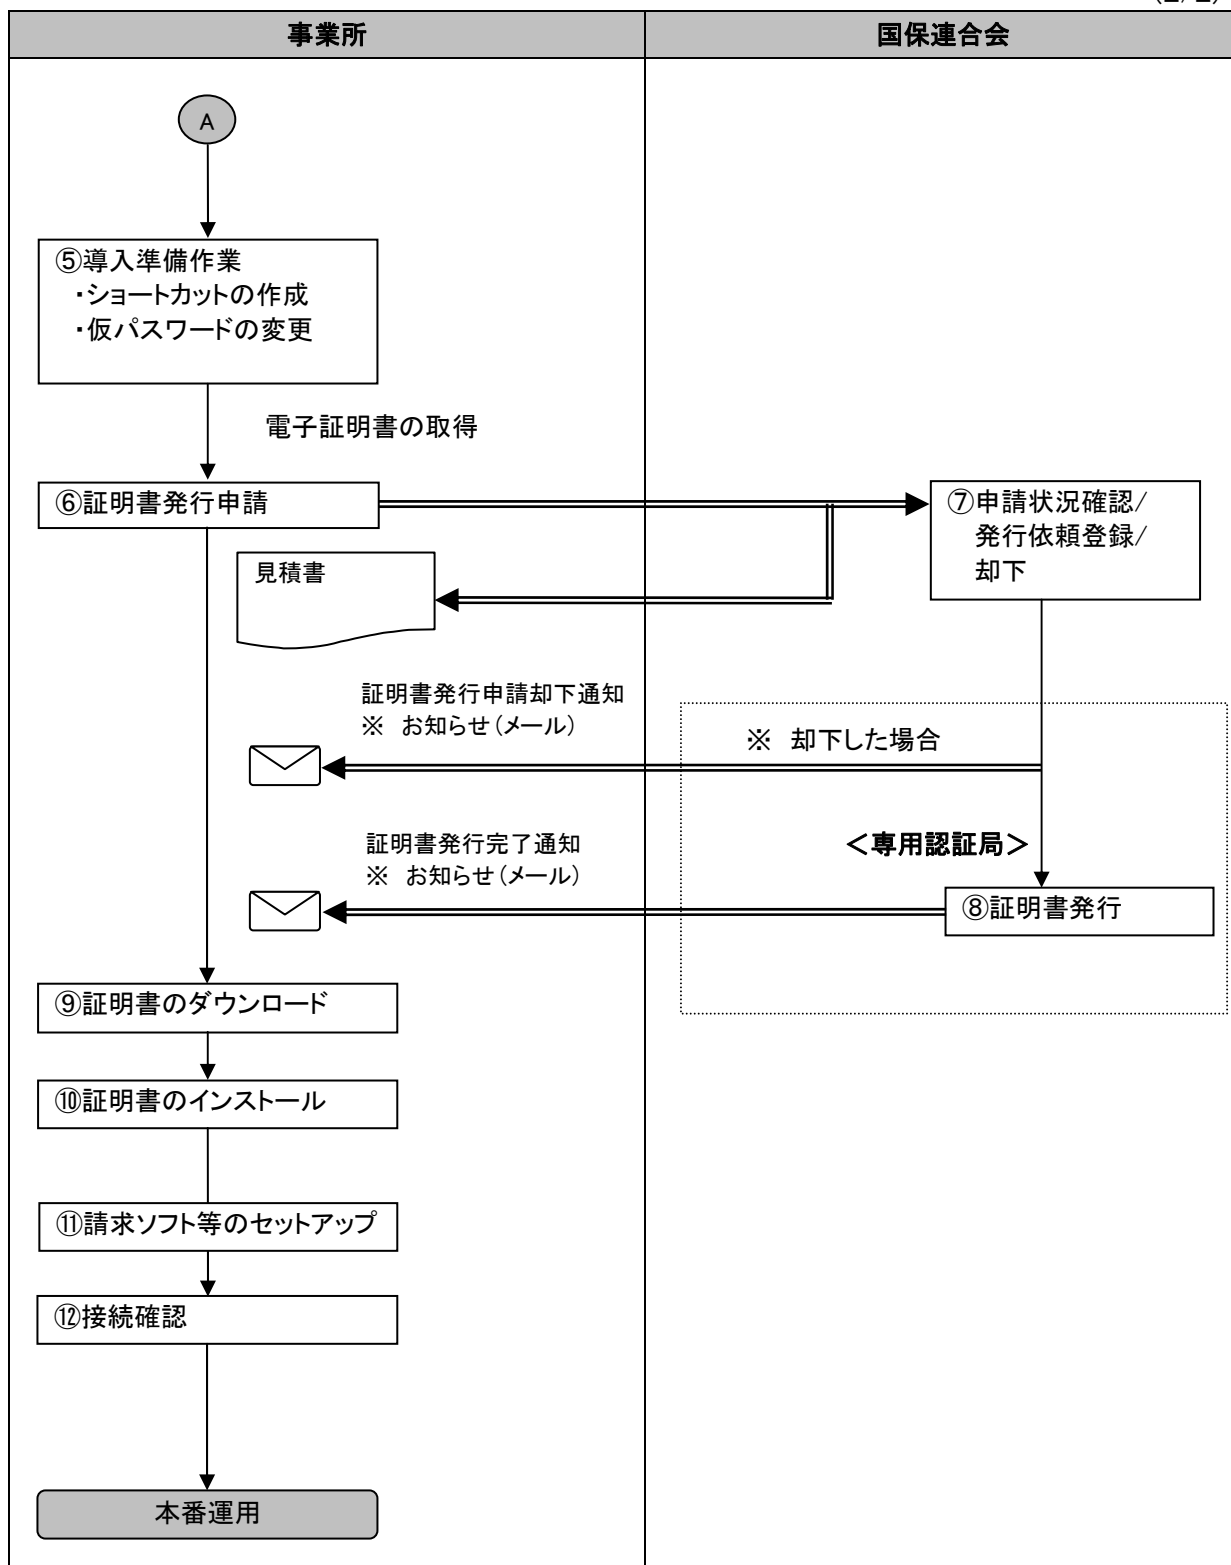 事業所
国保連合会
A
⑤導入準備作業
・ショートカットの作成
・仮パスワードの変更
電子証明書の取得
⑥証明書発行申請
⑦申請状況確認/
発行依頼登録/
却下
見積書
証明書発行申請却下通知
※ お知らせ(メール)
※ 却下した場合
証明書発行完了通知
※ お知らせ(メール)
<専用認証局>
⑧証明書発行
⑨証明書のダウンロード
⑩証明書のインストール
⑪請求ソフト等のセットアップ
⑫接続確認
本番運用